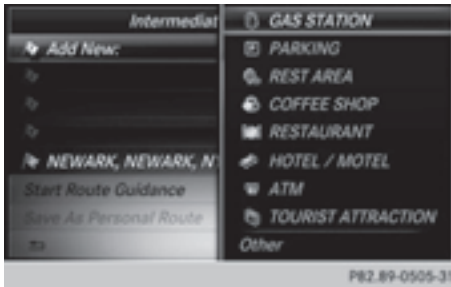 Intermediat
Add New:
NEWARK, NEWARK, N
Start Route Guidance
Save As Personal Route
GAS STATION
PARKING
REST AREA
COFFEE SHOP
RESTAURANT
HOTEL / MOTEL
ATM
TOURIST ATTRACTION
Other
P82.89-0505-31